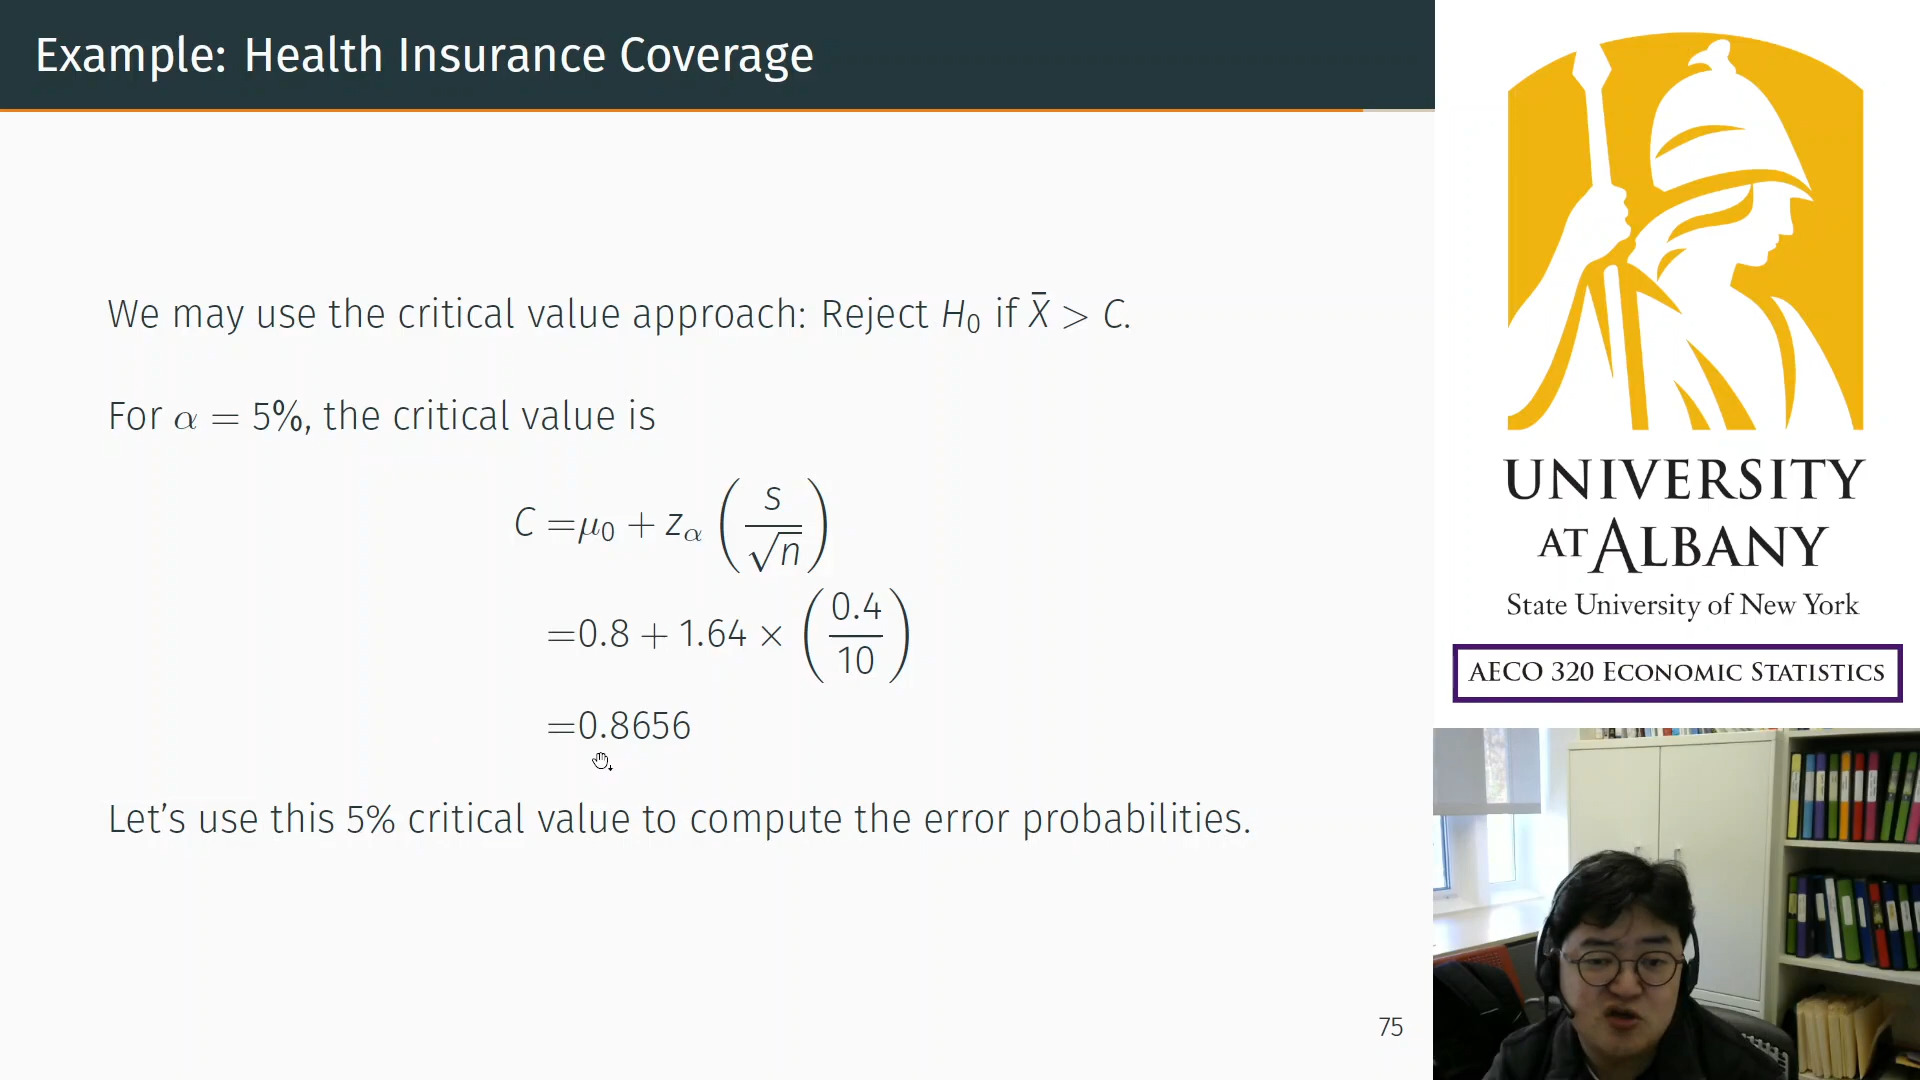 Example: Health Insurance Coverage
We may use the critical value approach: Reject H₀ if X̄ > C.
For α = 5%, the critical value is
C =μ₀ + z_α (s/√n)
=0.8 + 1.64 × (0.4/10)
=0.8656
Let's use this 5% critical value to compute the error probabilities.
75
UNIVERSITY
AT ALBANY
State University of New York
AECO 320 ECONOMIC STATISTICS